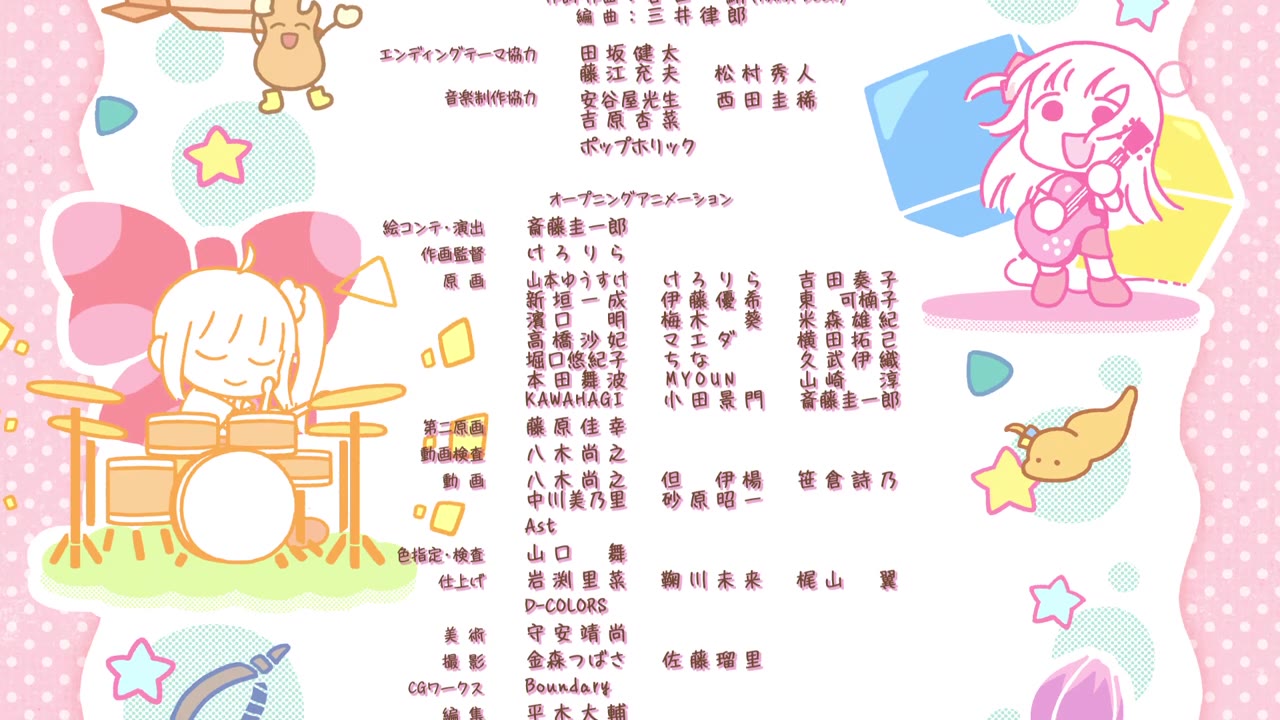 編曲：三井律郎
エンディングテーマ協力 田坂健太
藤江充夫 松村秀人
音楽制作協力 安谷屋光生 西田圭稀
吉原杏菜
ポップホリック
オープニングアニメーション
絵コンテ・演出 斎藤圭一郎
作画監督 けろりら
原画 山本ゆうすけ けろりら 吉田奏子
新垣一成 伊藤優希 東 可楠子
濱口 明 梅木 葵 米森雄紀
高橋沙妃 マエダ 横田拓己
堀口悠紀子 ちな 久武伊織
本田舞波 MYOUN 山崎 淳
KAWAHAGI 小田景門 斎藤圭一郎
第二原画 藤原佳幸
動画検査 八木尚之
動画 八木尚之 但 伊楊 笹倉詩乃
中川美乃里 砂原昭一
Ast
色指定・検査 山口 舞
仕上げ 岩渕里菜 鞠川未来 梶山 翼
D-COLORS
美術 守安靖尚
撮影 金森つばさ 佐藤瑠里
CGワークス Boundary
編集 平木大輔